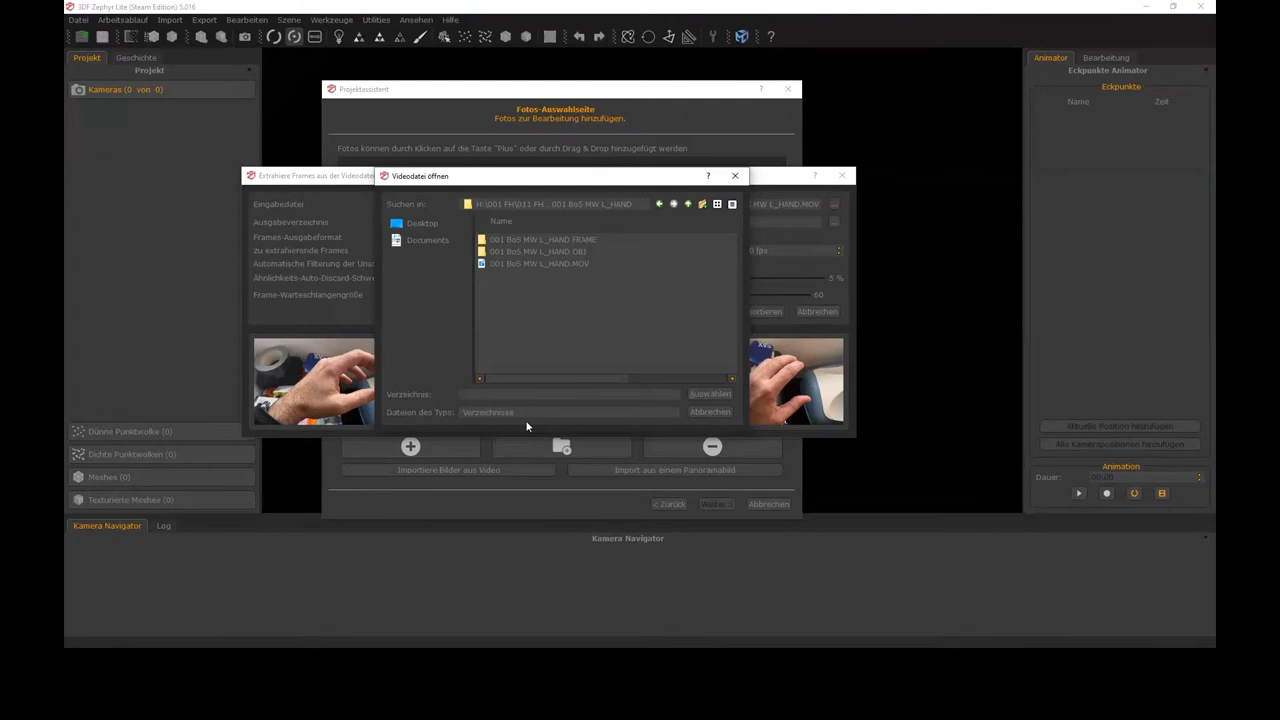 3DF Zephyr Lite (Steam Edition) 5.016
Datei Arbeitsablauf Import Export Bearbeiten Szene Werkzeuge Utilities Ansehen Hilfe
Projekt Geschichte
Projekt
Kameras (0 von 0)
Projektassistent
Fotos-Auswahlseite
Fotos zur Bearbeitung hinzufügen.
Fotos können durch Klicken auf die Taste "Plus" oder durch Drag & Drop hinzugefügt werden
Extrahiere Frames aus der Videodate
Eingabedatei
MW L_HAND.MOV
Ausgabeverzeichnis
Frames-Ausgabeformat
zu extrahierende Frames
0 fps
Automatische Filterung der Unsc
Ähnlichkeits-Auto-Discard-Schwe
5 %
Frame-Warteschlangengröße
60
ortieren Abbrechen
Videodatei öffnen
Suchen in: H:\001 FH\011 FH ...001 BoS MW L_HAND
Desktop
Documents
Name
001 BoS MW L_HAND FRAME
001 BoS MW L_HAND OBJ
001 BoS MW L_HAND.MOV
Verzeichnis: Auswählen
Dateien des Typs: Verzeichnisse Abbrechen
Importiere Bilder aus Video Import aus einem Panoramabild
< Zurück Weiter > Abbrechen
Dünne Punktwolke (0)
Dichte Punktwolken (0)
Meshes (0)
Texturierte Meshes (0)
Animator Bearbeitung
Eckpunkte Animator
Eckpunkte
Name Zeit
Aktuelle Position hinzufügen
Alle Kamerapositionen hinzufügen
Animation
Dauer: 00:00
Kamera Navigator Log
Kamera Navigator